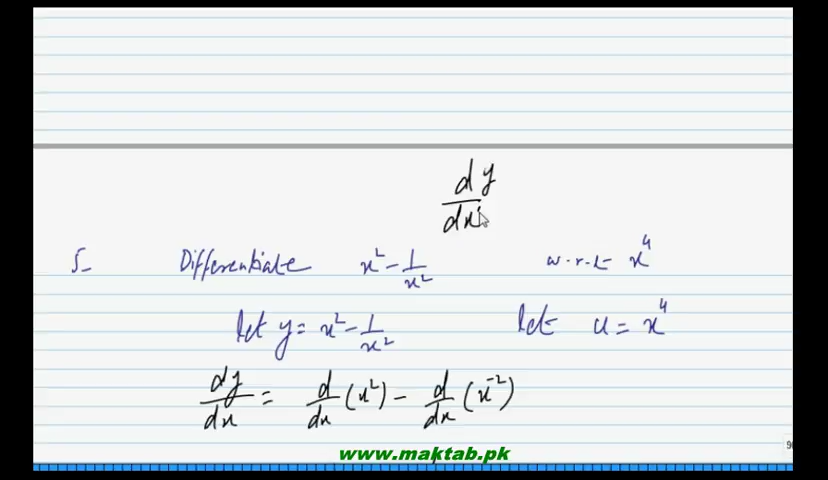 dy/dx
5- Differentiate x² - 1/x² w.r.t x⁴
let y = x² - 1/x² let u = x⁴
dy/dx = d/dx (x²) - d/dx (x⁻²)
www.maktab.pk